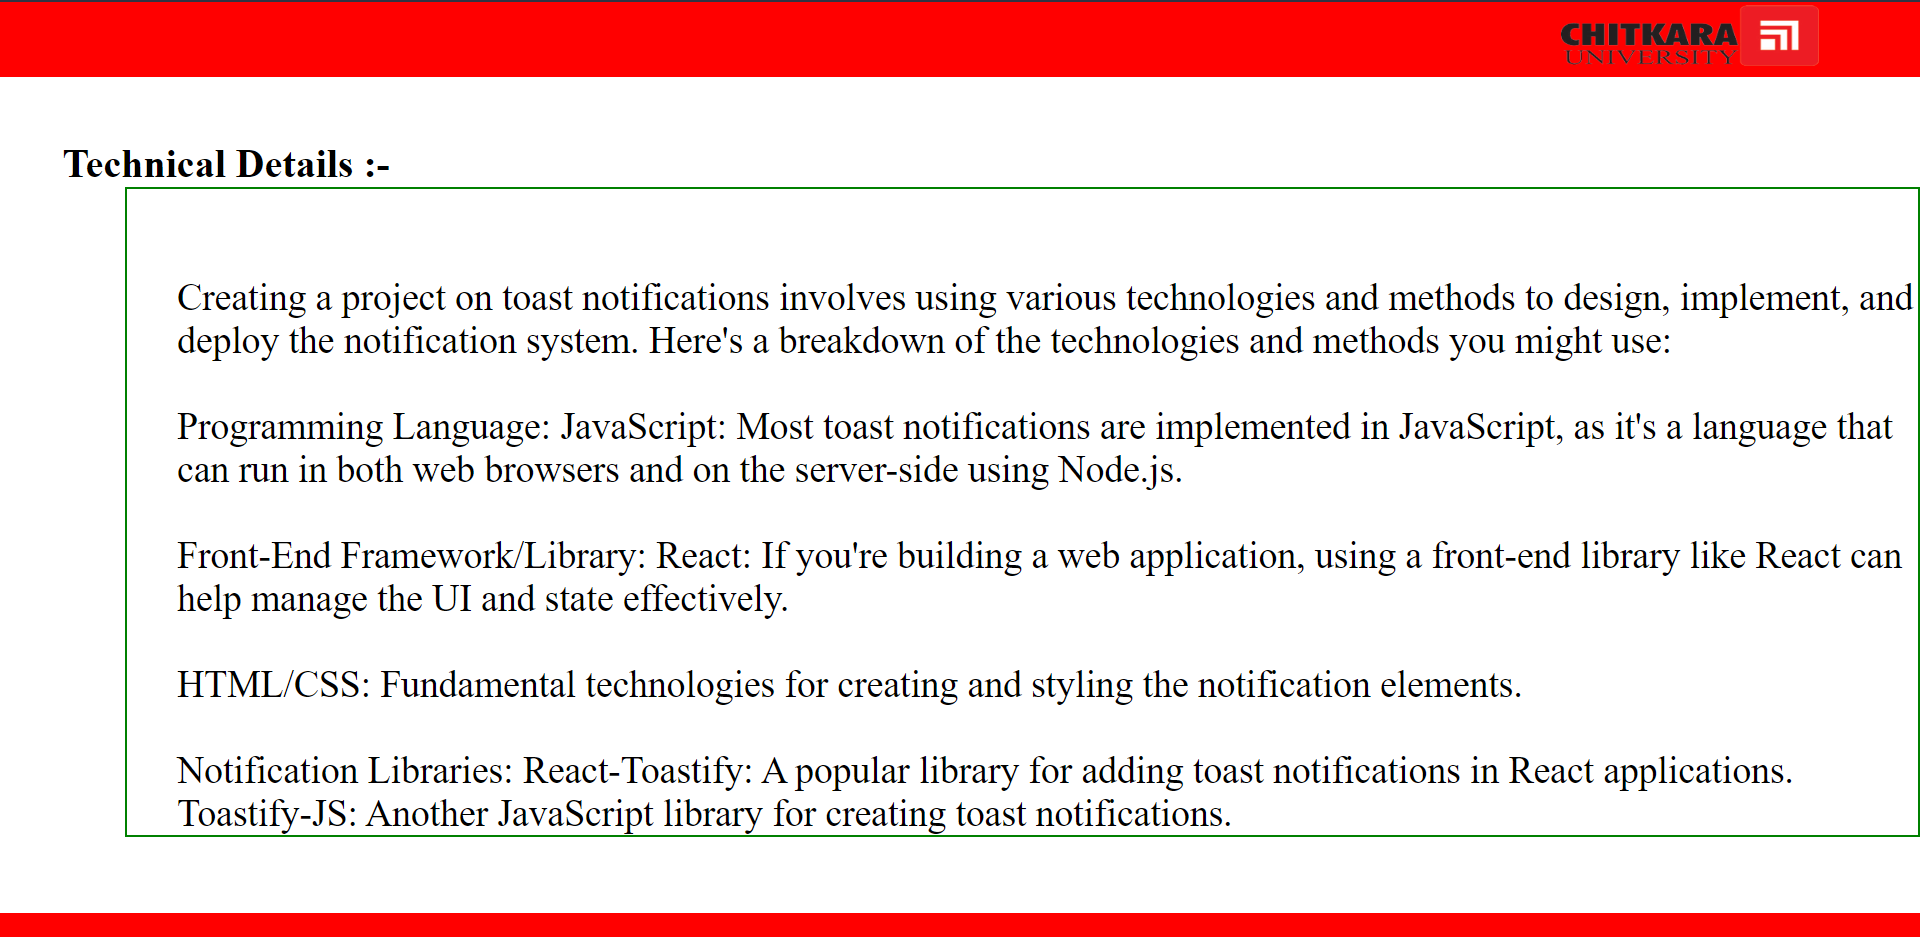 CHITKARA
UNIVERSITY
Technical Details :-
Creating a project on toast notifications involves using various technologies and methods to design, implement, and
deploy the notification system. Here's a breakdown of the technologies and methods you might use:
Programming Language: JavaScript: Most toast notifications are implemented in JavaScript, as it's a language that
can run in both web browsers and on the server-side using Node.js.
Front-End Framework/Library: React: If you're building a web application, using a front-end library like React can
help manage the UI and state effectively.
HTML/CSS: Fundamental technologies for creating and styling the notification elements.
Notification Libraries: React-Toastify: A popular library for adding toast notifications in React applications.
Toastify-JS: Another JavaScript library for creating toast notifications.